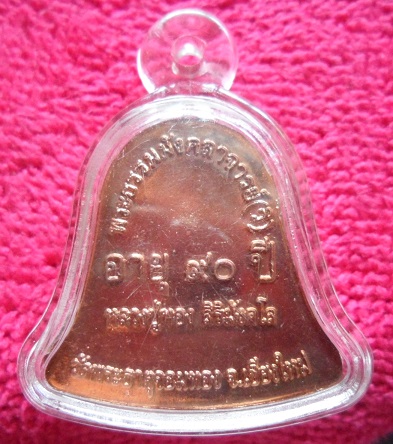 พระธรรมมังคลาจารย์(วิ)
อายุ ๙๐ ปี
หลวงปู่ทอง สิริมังคโล
วัดพระธาตุจอมทอง จ.เชียงใหม่